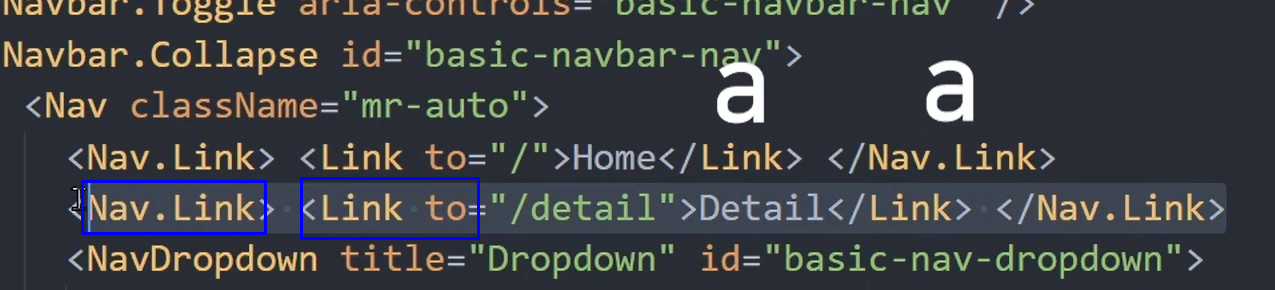 Navbar.Toggle aria-controls="basic-navbar-nav" />
Navbar.Collapse id="basic-navbar-nav">
a a
<Nav className="mr-auto">
<Nav.Link> <Link to="/">Home</Link> </Nav.Link>
<Nav.Link> <Link to="/detail">Detail</Link> </Nav.Link>
<NavDropdown title="Dropdown" id="basic-nav-dropdown">